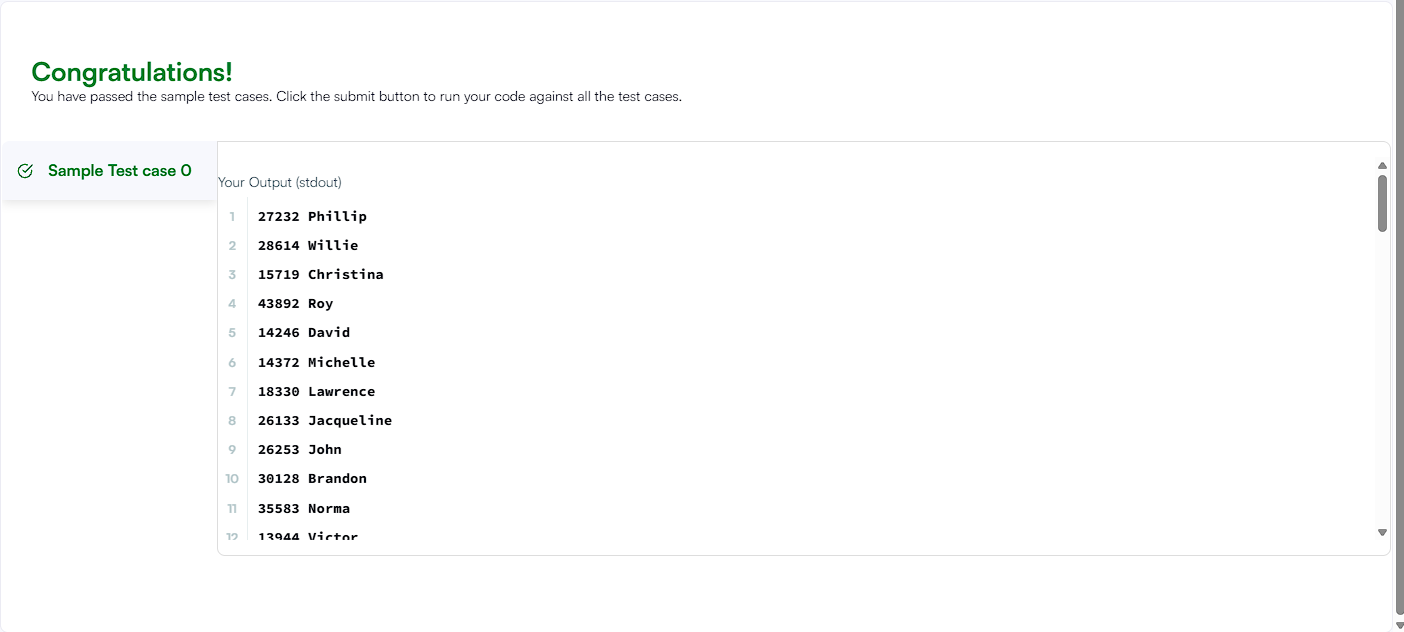 Congratulations!
You have passed the sample test cases. Click the submit button to run your code against all the test cases.
Sample Test case 0
Your Output (stdout)
1 27232 Phillip
2 28614 Willie
3 15719 Christina
4 43892 Roy
5 14246 David
6 14372 Michelle
7 18330 Lawrence
8 26133 Jacqueline
9 26253 John
10 30128 Brandon
11 35583 Norma
12 13944 Victor